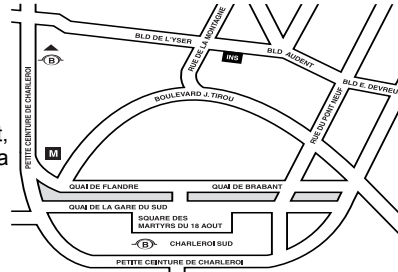 BLD DE L'YSER
RUE DE LA MONTAGNE
BLD AUDENT
INS
B
BLD E. DEVREU
BOULEVARD J. TIROU
RUE DU PONT NEUF
PETITE CEINTURE DE CHARLEROI
t,
a
M
QUAI DE FLANDRE
QUAI DE BRABANT
QUAI DE LA GARE DU SUD
SQUARE DES
MARTYRS DU 18 AOUT
B
CHARLEROI SUD
PETITE CEINTURE DE CHARLEROI